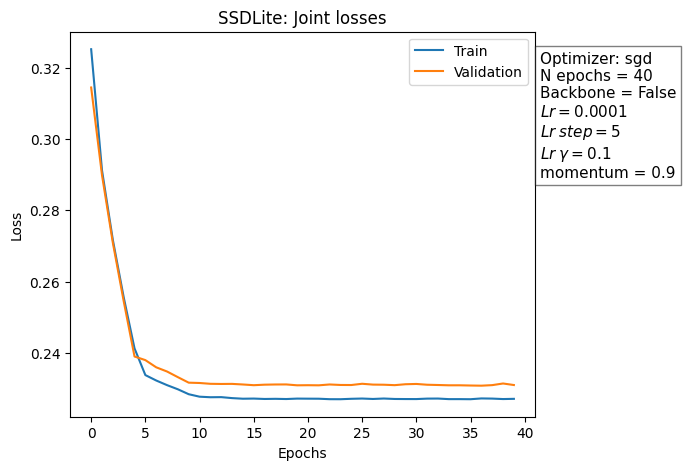 SSDLite: Joint losses
Train
Validation
Optimizer: sgd
N epochs = 40
Backbone = False
Lr = 0.0001
Lr step = 5
Lr γ = 0.1
momentum = 0.9
Loss
0.32
0.30
0.28
0.26
0.24
0 5 10 15 20 25 30 35 40
Epochs